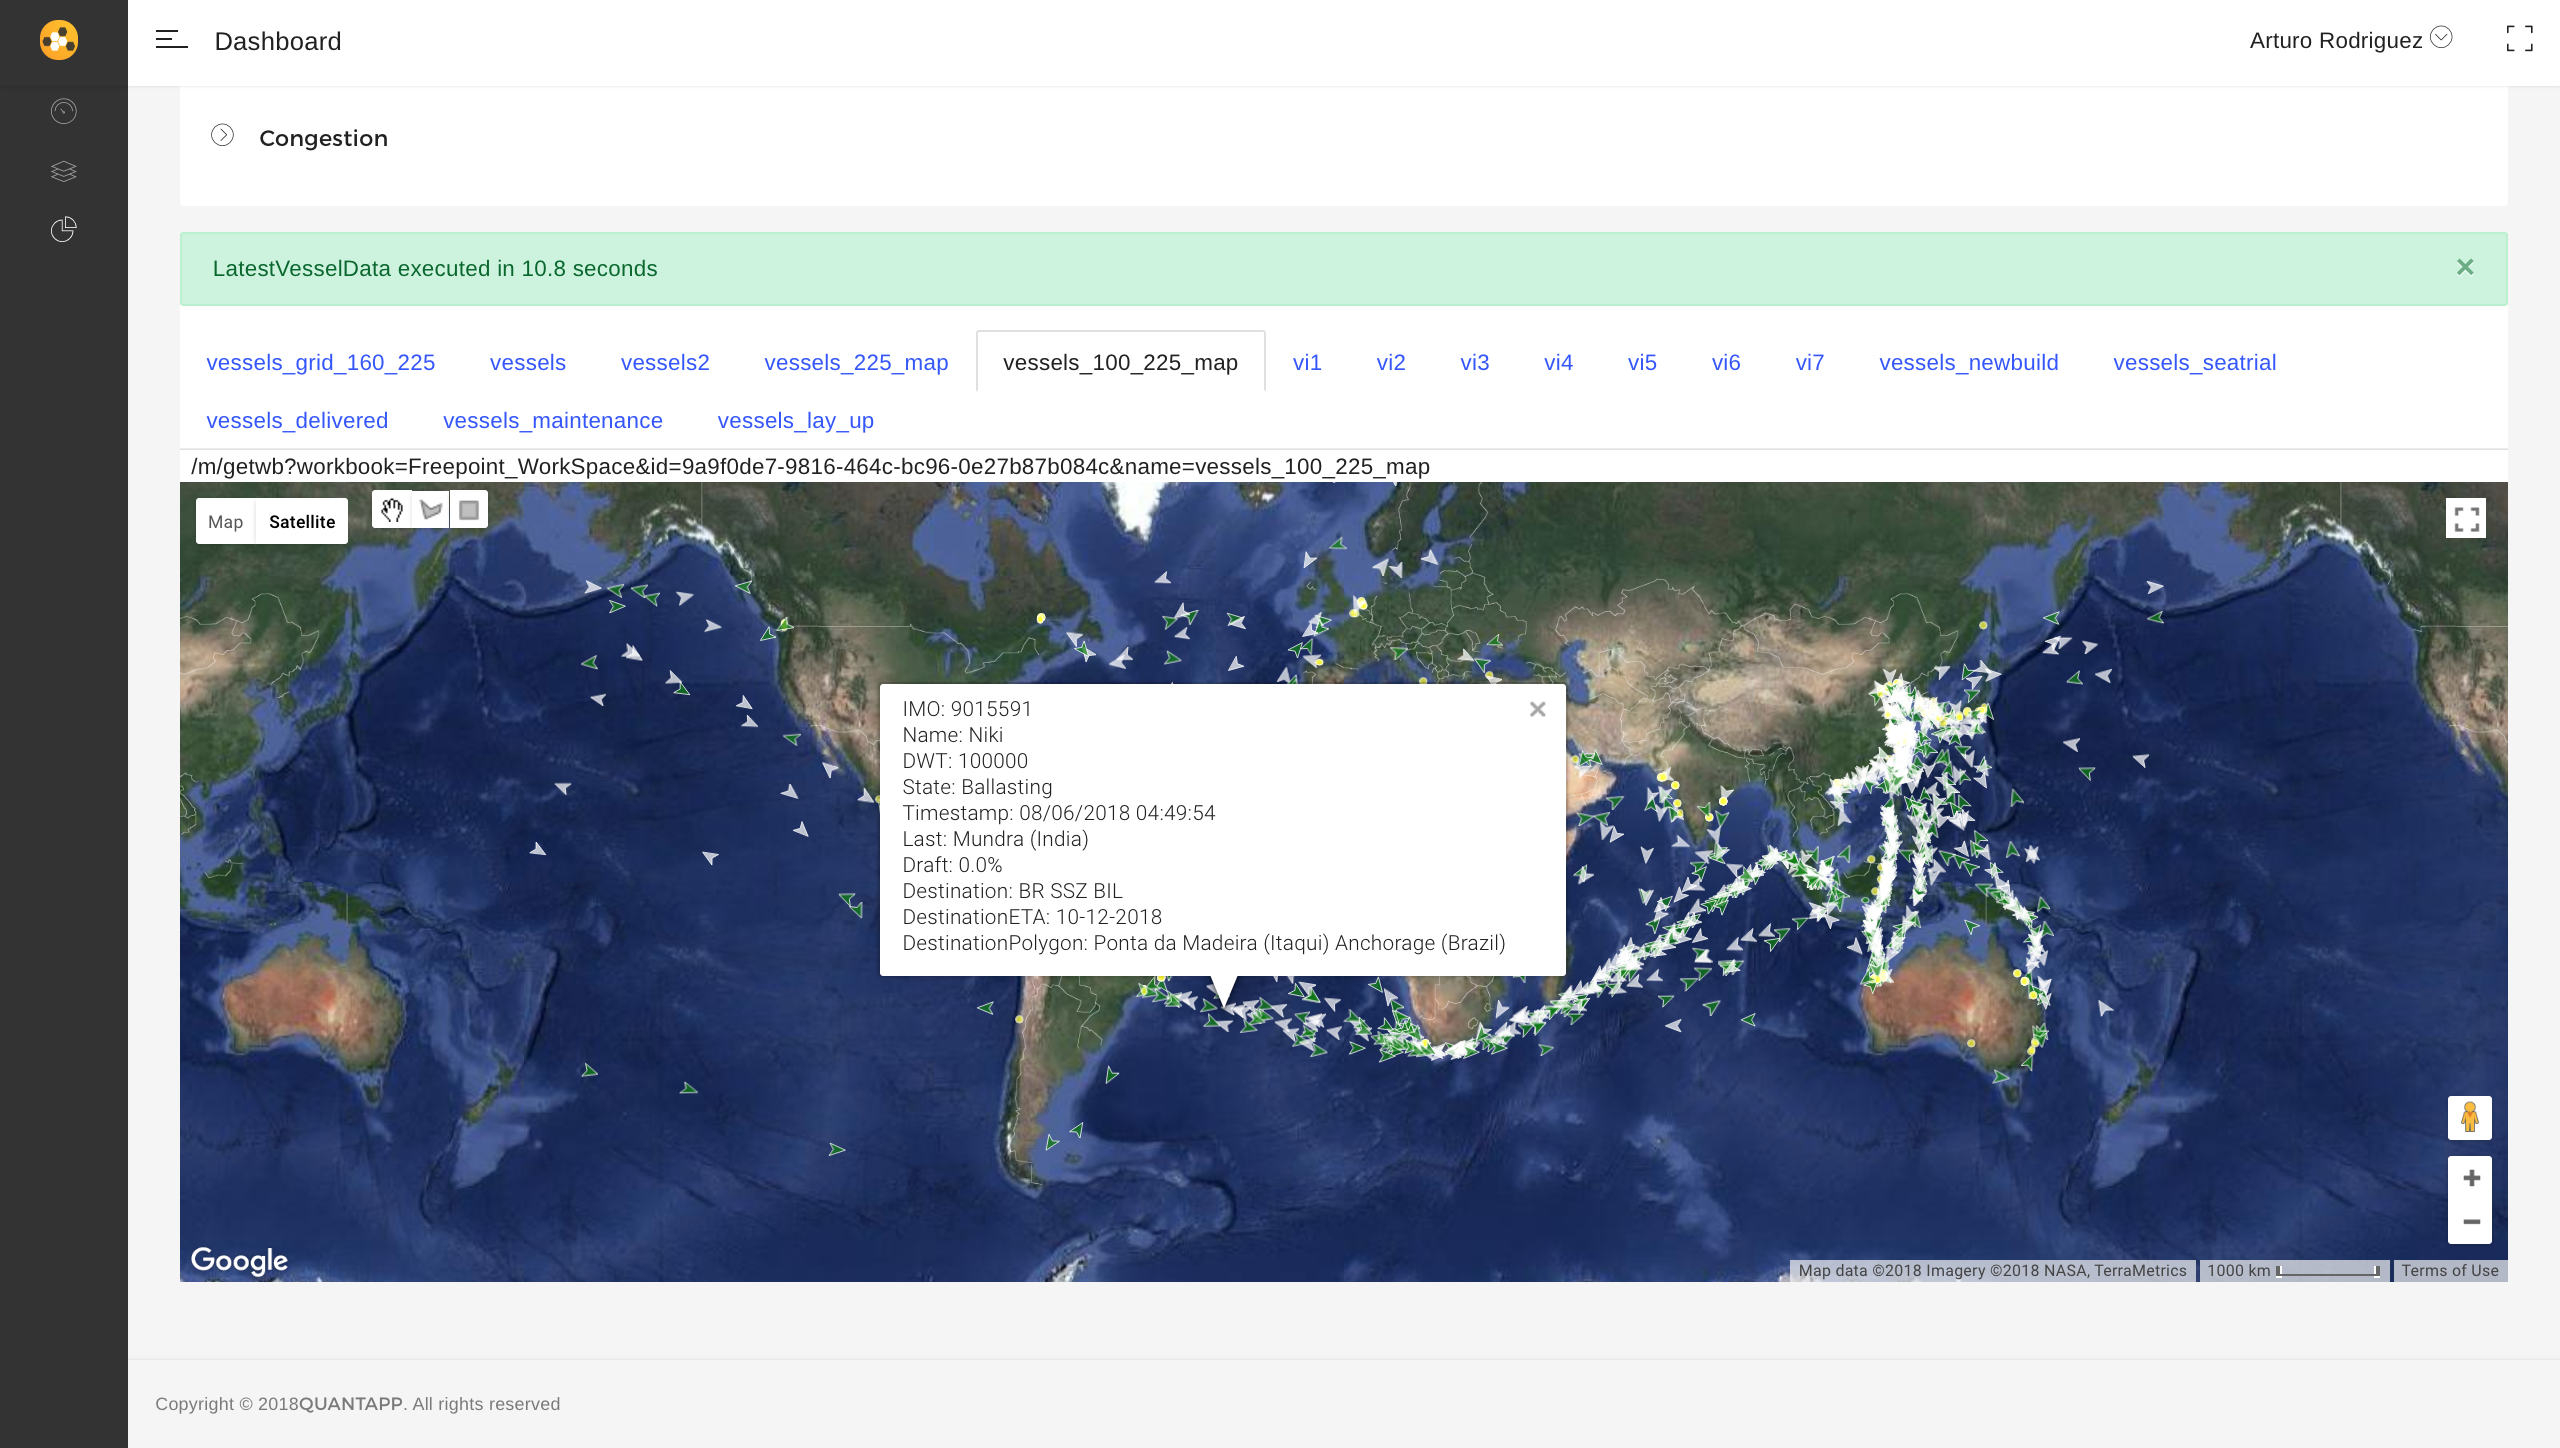 Dashboard
Arturo Rodriguez
Congestion
LatestVesselData executed in 10.8 seconds
vessels_grid_160_225 vessels vessels2 vessels_225_map vessels_100_225_map vi1 vi2 vi3 vi4 vi5 vi6 vi7 vessels_newbuild vessels_seatrial
vessels_delivered vessels_maintenance vessels_lay_up
/m/getwb?workbook=Freepoint_WorkSpace&id=9a9f0de7-9816-464c-bc96-0e27b87b084c&name=vessels_100_225_map
Map Satellite
IMO: 9015591
Name: Niki
DWT: 100000
State: Ballasting
Timestamp: 08/06/2018 04:49:54
Last: Mundra (India)
Draft: 0.0%
Destination: BR SSZ BIL
DestinationETA: 10-12-2018
DestinationPolygon: Ponta da Madeira (Itaqui) Anchorage (Brazil)
Google
Map data ©2018 Imagery ©2018 NASA, TerraMetrics 1000 km Terms of Use
Copyright © 2018QUANTAPP. All rights reserved